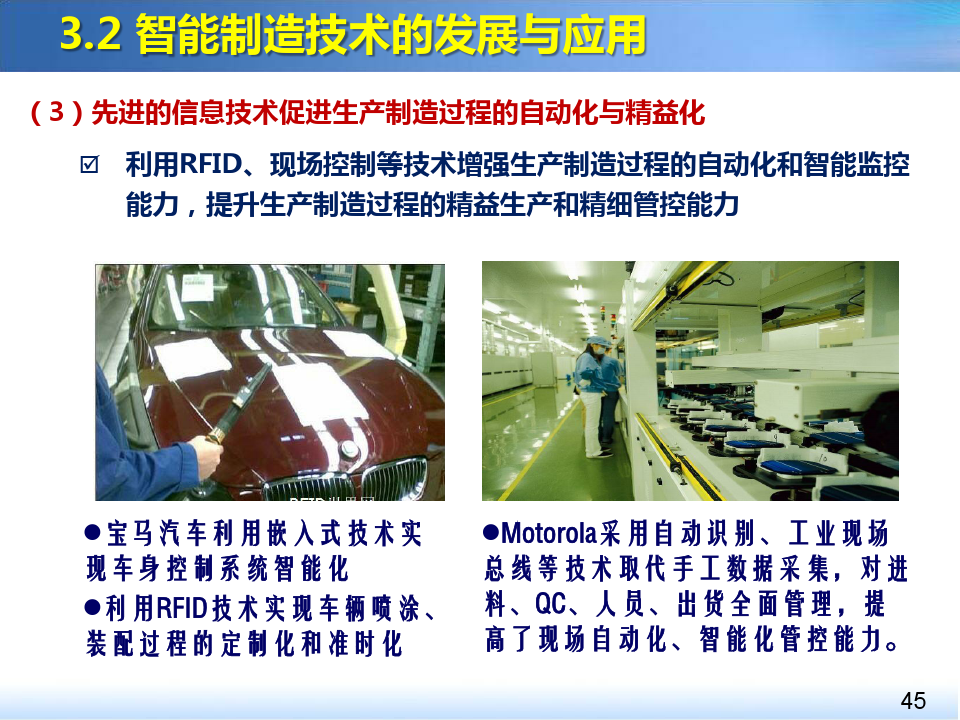 3.2 智能制造技术的发展与应用
（3）先进的信息技术促进生产制造过程的自动化与精益化
☑ 利用RFID、现场控制等技术增强生产制造过程的自动化和智能监控
能力，提升生产制造过程的精益生产和精细管控能力
●宝马汽车利用嵌入式技术实
现车身控制系统智能化
●利用RFID技术实现车辆喷涂、
装配过程的定制化和准时化
●Motorola采用自动识别、工业现场
总线等技术取代手工数据采集，对进
料、QC、人员、出货全面管理，提
高了现场自动化、智能化管控能力。
45